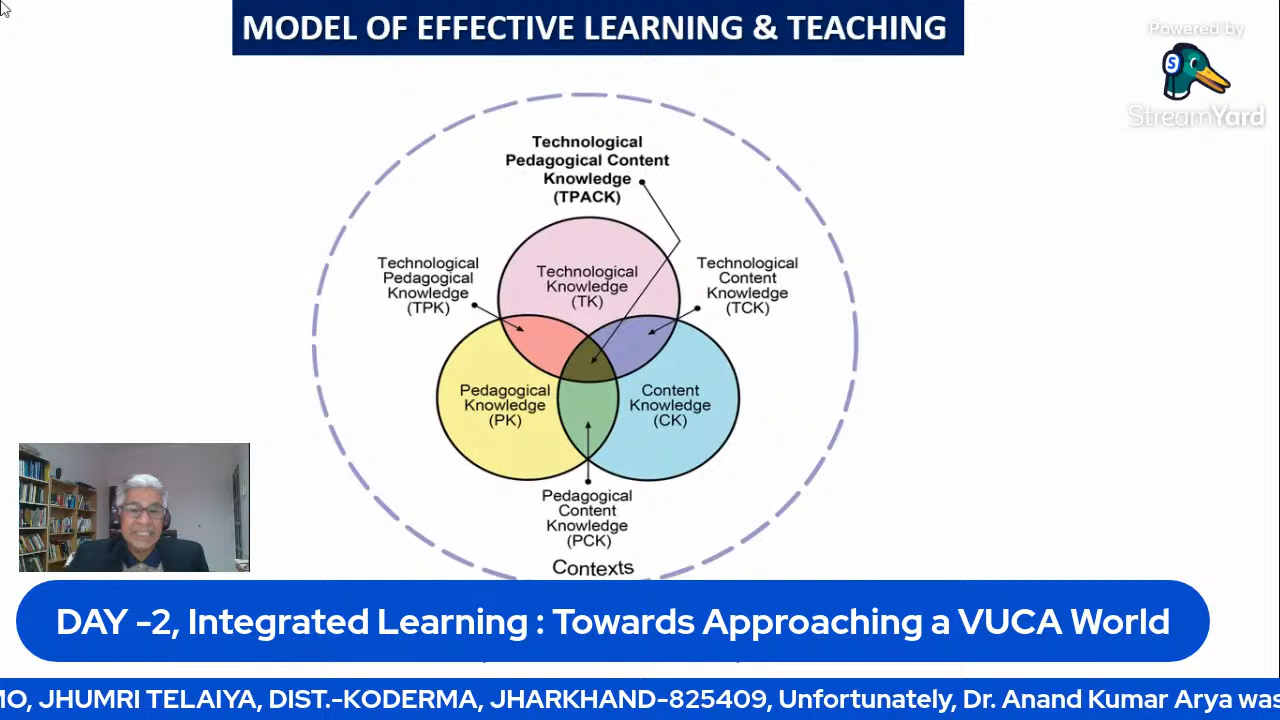 MODEL OF EFFECTIVE LEARNING & TEACHING
Powered by
S
StreamYard
Technological
Pedagogical Content
Knowledge
(TPACK)
Technological
Pedagogical
Knowledge
(TPK)
Technological
Knowledge
(TK)
Technological
Content
Knowledge
(TCK)
Pedagogical
Knowledge
(PK)
Content
Knowledge
(CK)
Pedagogical
Content
Knowledge
(PCK)
Contexts
DAY -2, Integrated Learning : Towards Approaching a VUCA World
MO, JHUMRI TELAIYA, DIST.-KODERMA, JHARKHAND-825409, Unfortunately, Dr. Anand Kumar Arya was